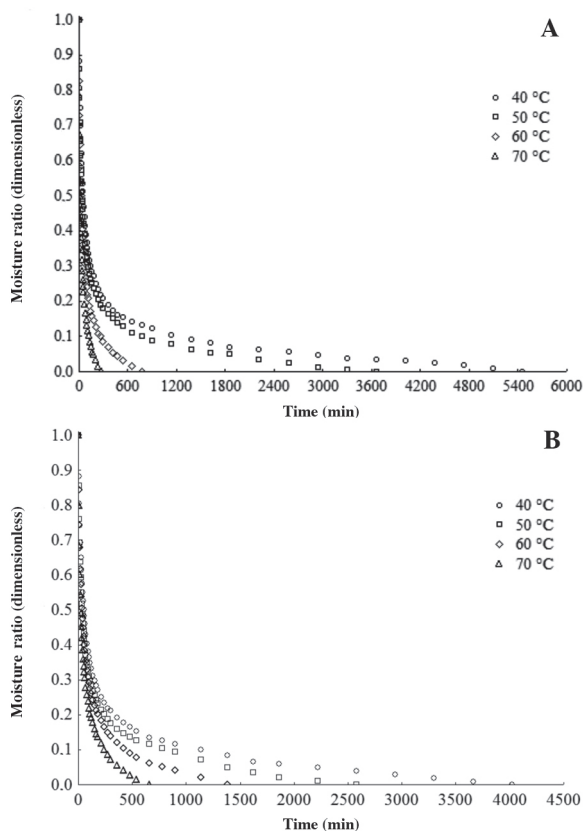 A
1.0
0.9
0.8
0.7
0.6
0.5
0.4
0.3
0.2
0.1
0.0
Moisture ratio (dimensionless)
40 °C
50 °C
60 °C
70 °C
0 600 1200 1800 2400 3000 3600 4200 4800 5400 6000
Time (min)
B
1.0
0.9
0.8
0.7
0.6
0.5
0.4
0.3
0.2
0.1
0.0
Moisture ratio (dimensionless)
40 °C
50 °C
60 °C
70 °C
0 500 1000 1500 2000 2500 3000 3500 4000 4500
Time (min)